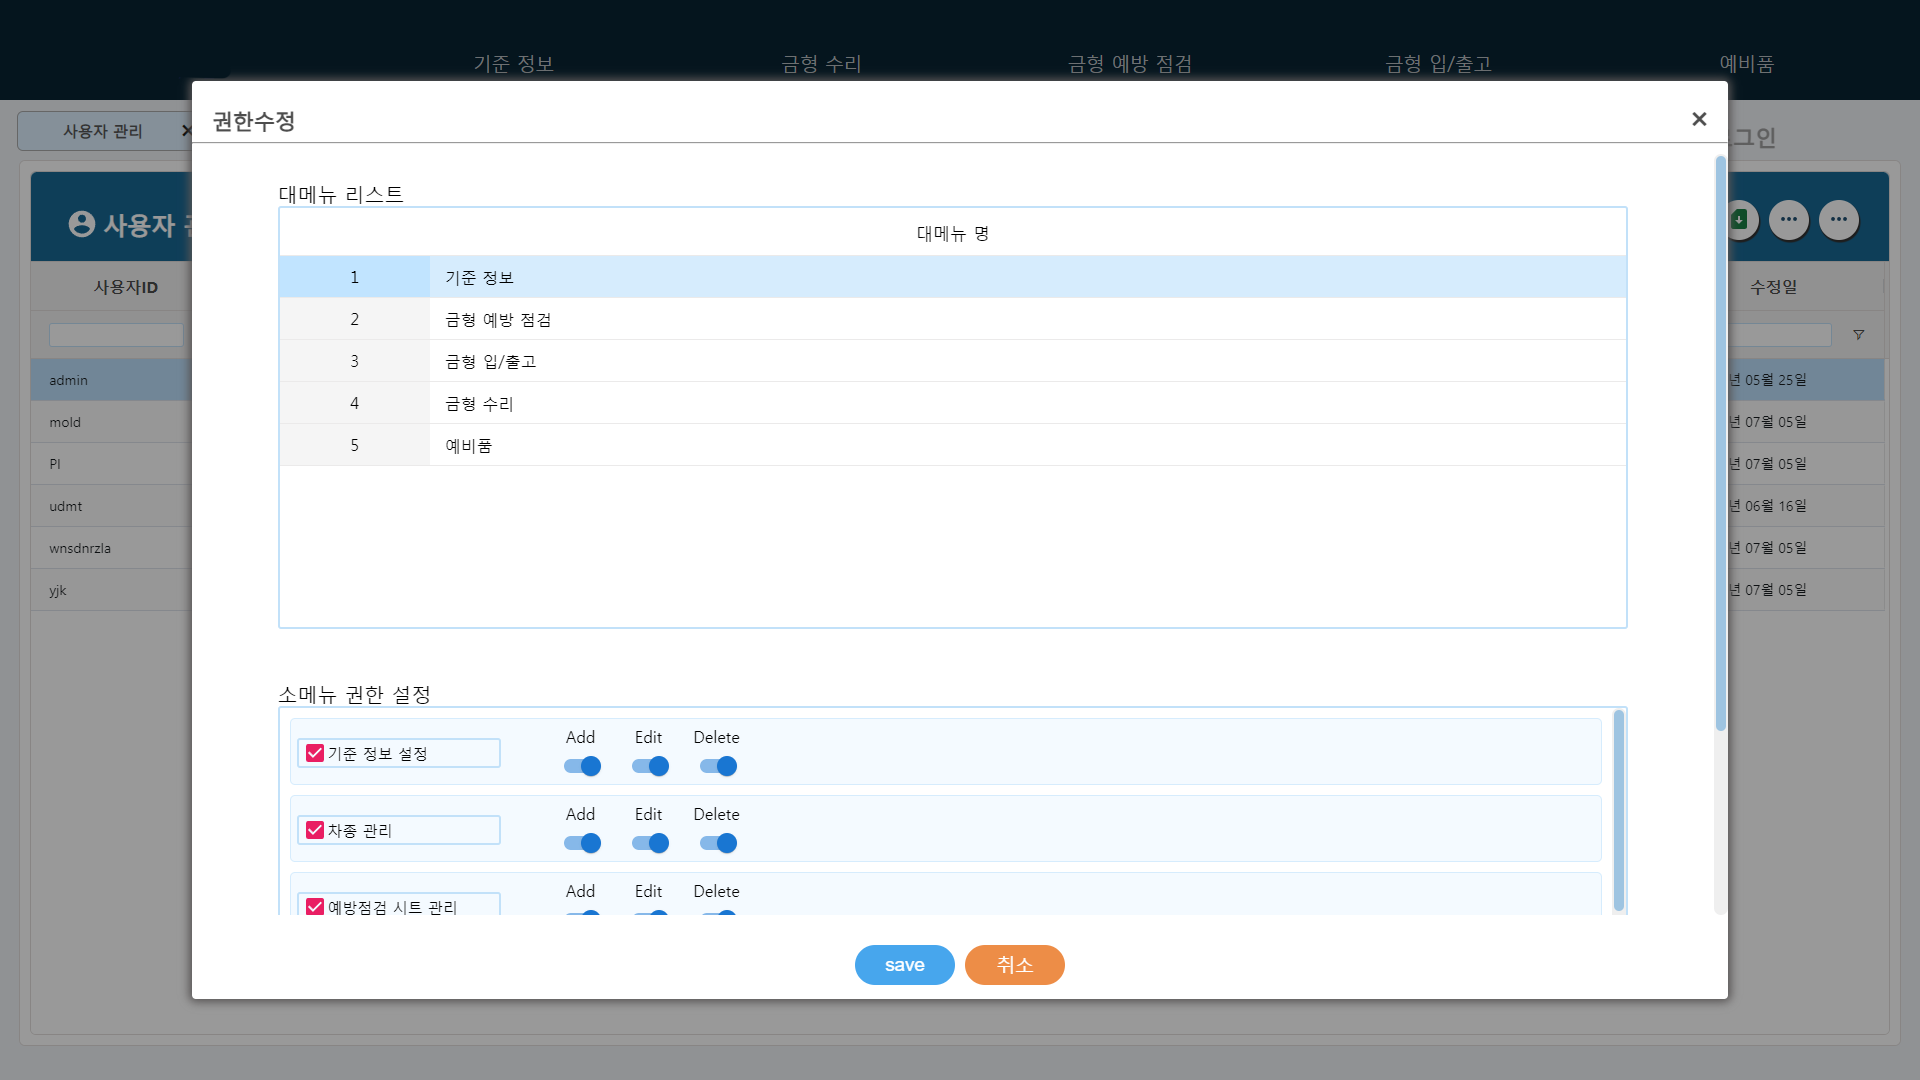 기준 정보
금형 수리
금형 예방 점검
금형 입/출고
예비품
사용자 관리
그인
권한수정
사용자
사용자ID
수정일
admin
mold
PI
udmt
wnsdnrzla
yjk
년 05월 25일
년 07월 05일
년 07월 05일
년 06월 16일
년 07월 05일
년 07월 05일
대메뉴 리스트
대메뉴 명
1 기준 정보
2 금형 예방 점검
3 금형 입/출고
4 금형 수리
5 예비품
소메뉴 권한 설정
기준 정보 설정 Add Edit Delete
차종 관리 Add Edit Delete
예방점검 시트 관리 Add Edit Delete
save
취소